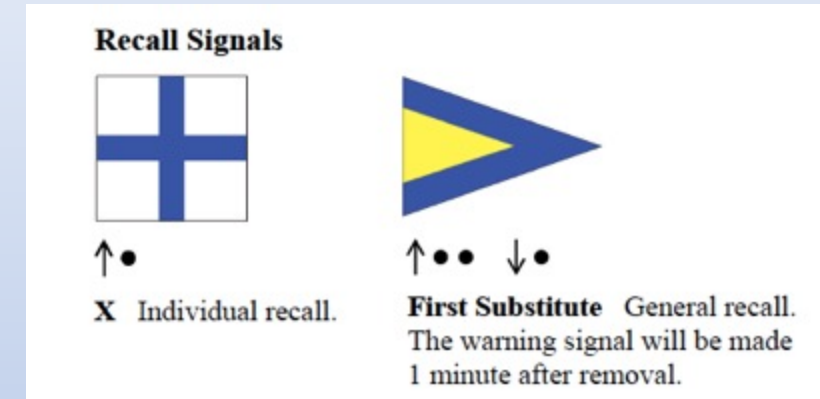 Recall Signals
↑● ↑●● ↓●
X Individual recall.
First Substitute General recall.
The warning signal will be made
1 minute after removal.